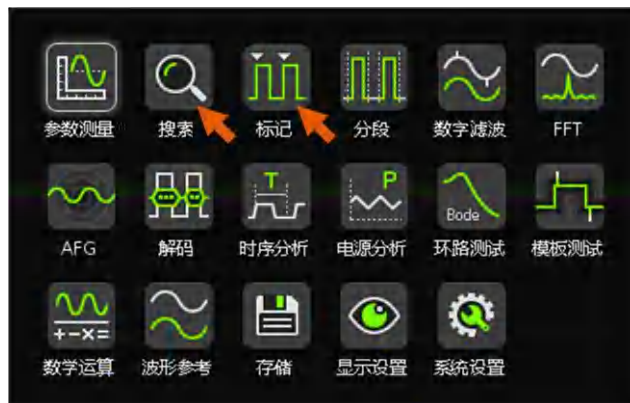 参数测量 搜索 标记 分段 数字滤波 FFT
T P Bode
AFG 解码 时序分析 电源分析 环路测试 模板测试
+-×=
数学运算 波形参考 存储 显示设置 系统设置